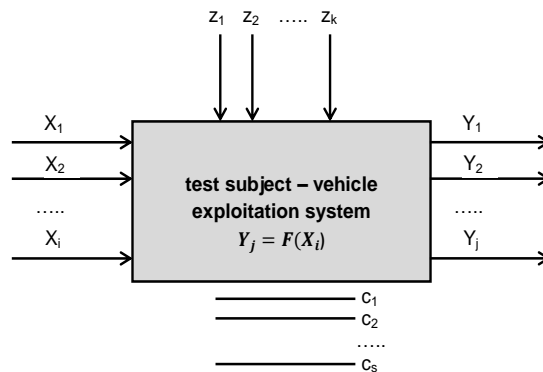 z1 z2 ..... zk
X1
X2
.....
Xi
test subject – vehicle
exploitation system
Yj = F(Xi)
Y1
Y2
.....
Yj
c1
c2
.....
cs